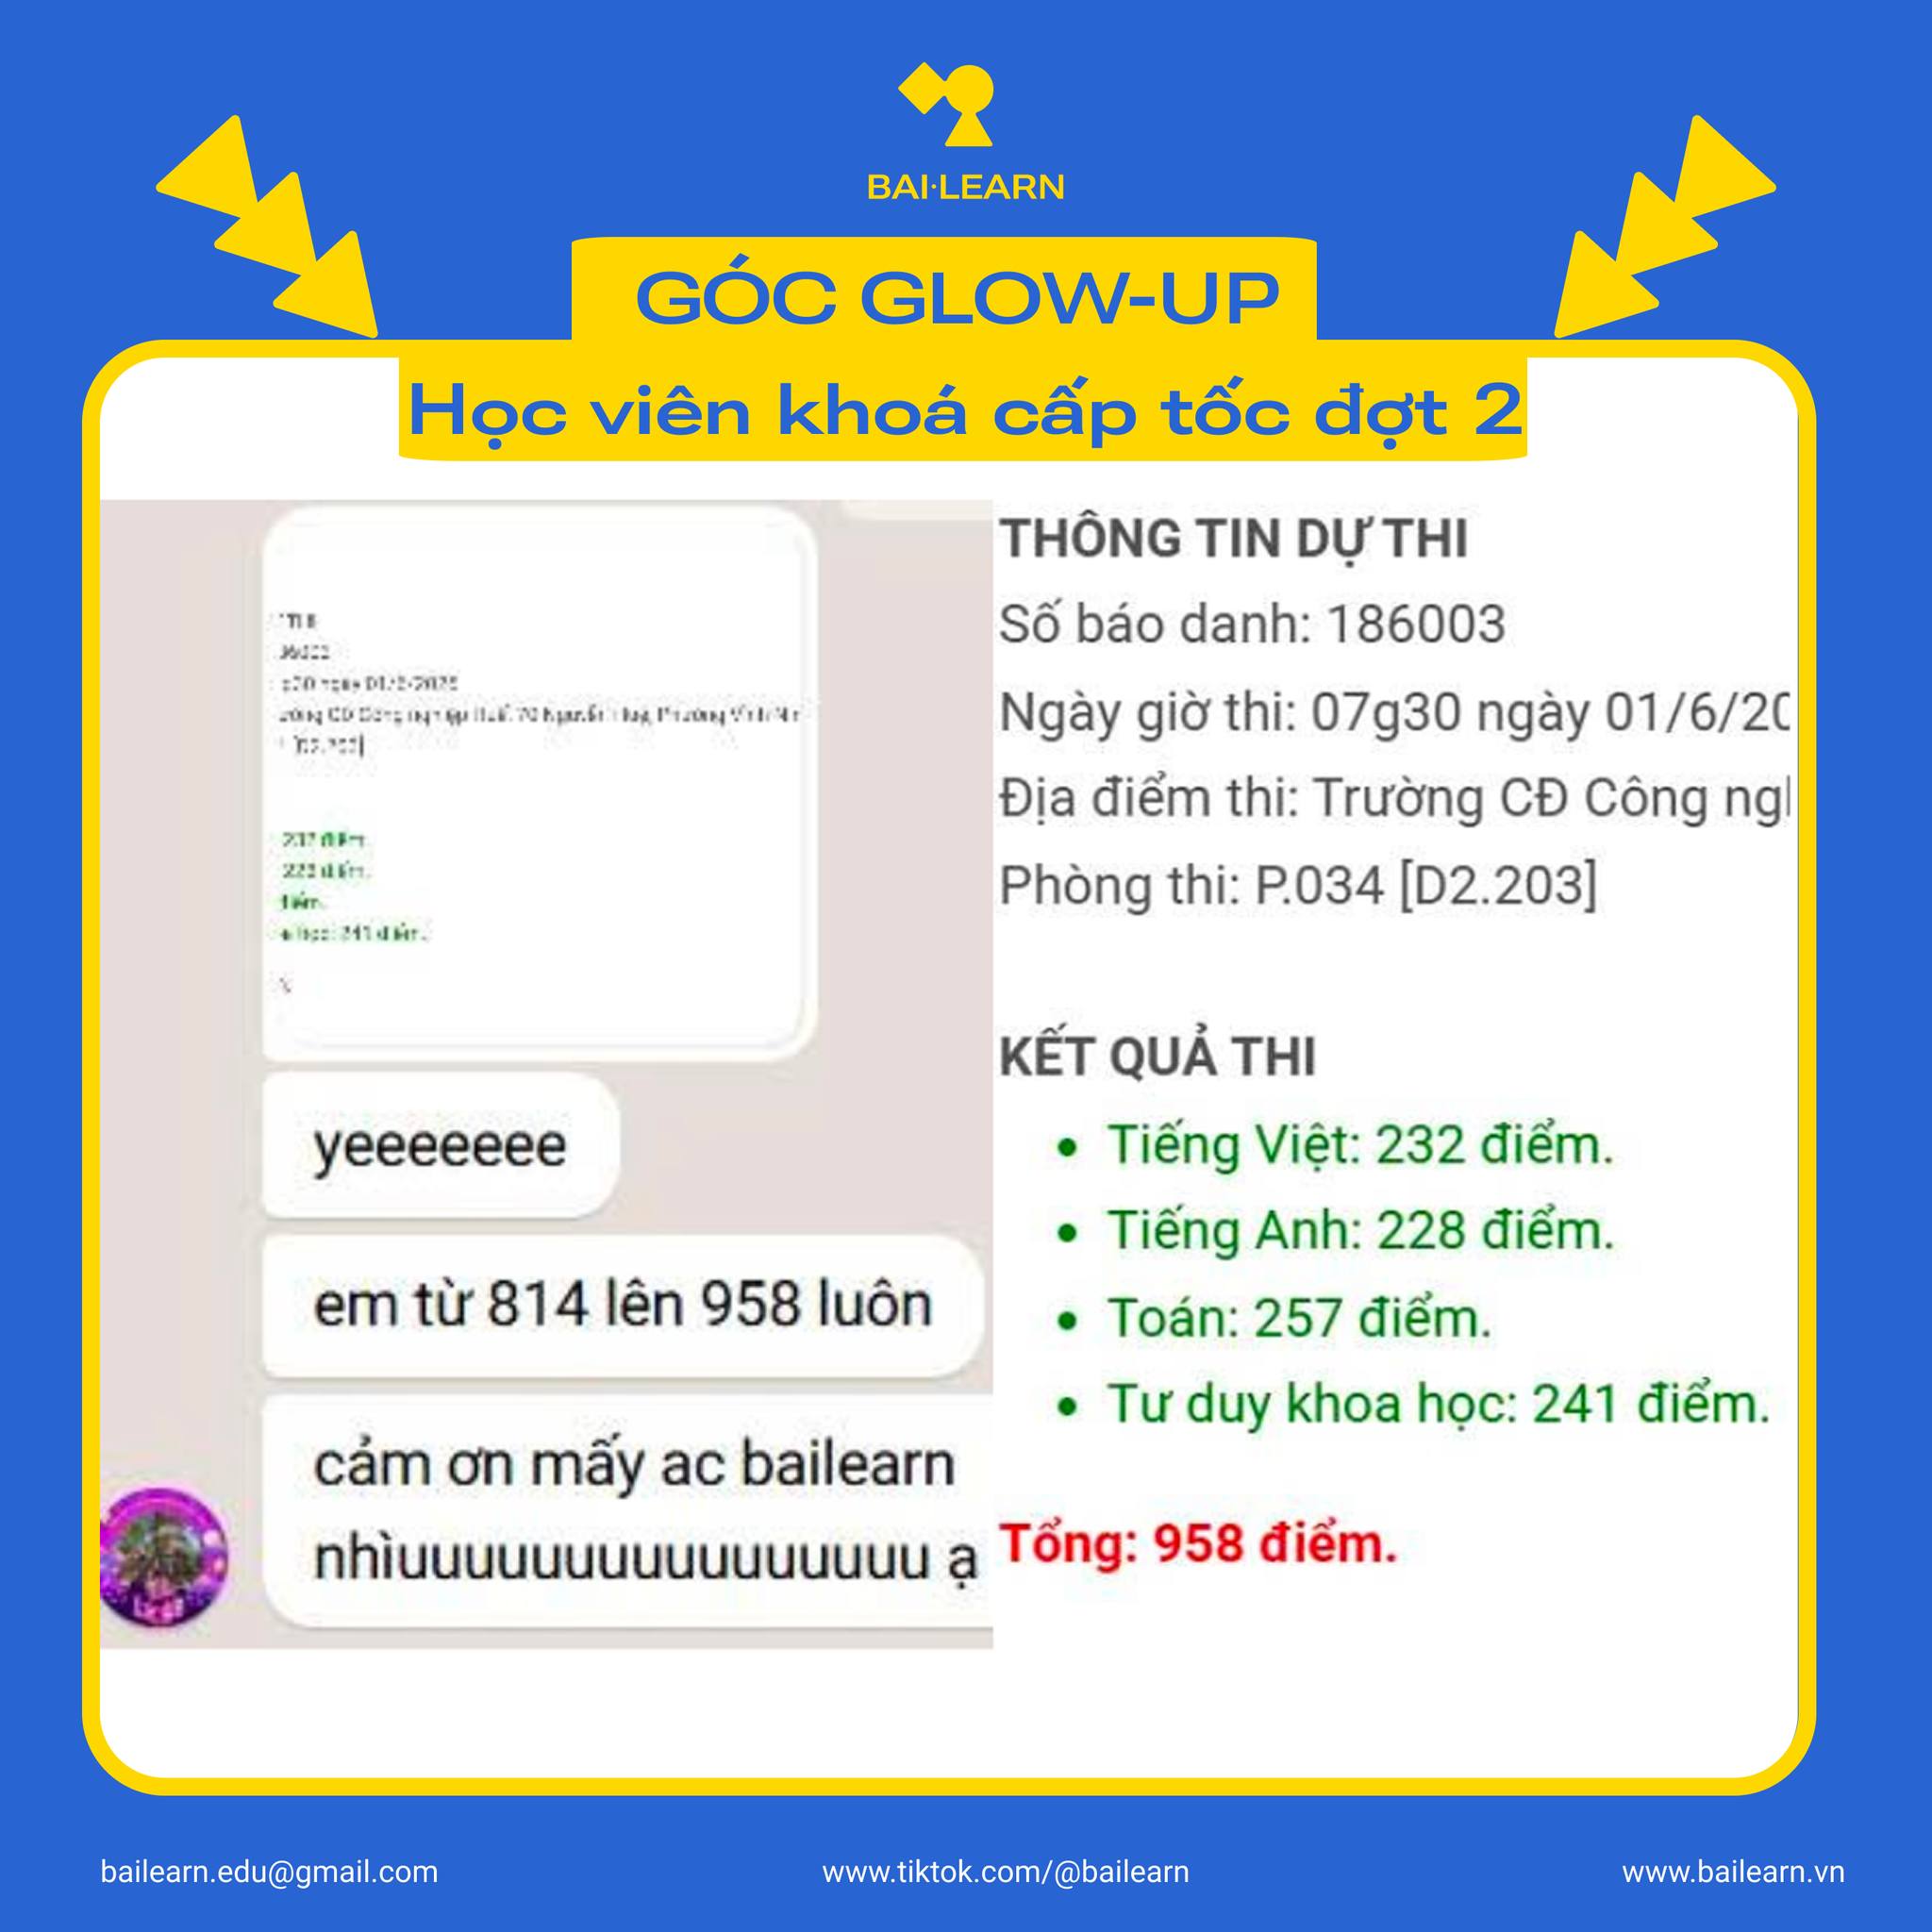 BAI·LEARN
GÓC GLOW-UP
Học viên khoá cấp tốc đợt 2
yeeeeeee
em từ 814 lên 958 luôn
cảm ơn mấy ac bailearn
nhìuuuuuuuuuuuuuuuu ạ
THÔNG TIN DỰ THI
Số báo danh: 186003
Ngày giờ thi: 07g30 ngày 01/6/20
Địa điểm thi: Trường CĐ Công ng
Phòng thi: P.034 [D2.203]
KẾT QUẢ THI
• Tiếng Việt: 232 điểm.
• Tiếng Anh: 228 điểm.
• Toán: 257 điểm.
• Tư duy khoa học: 241 điểm.
Tổng: 958 điểm.
bailearn.edu@gmail.com
www.tiktok.com/@bailearn
www.bailearn.vn